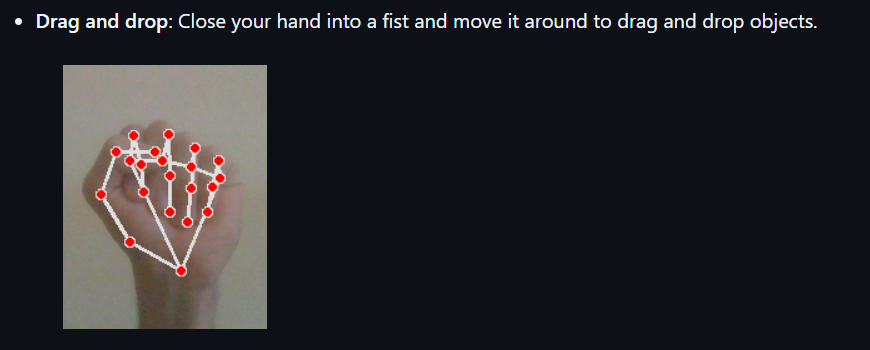 Drag and drop: Close your hand into a fist and move it around to drag and drop objects.